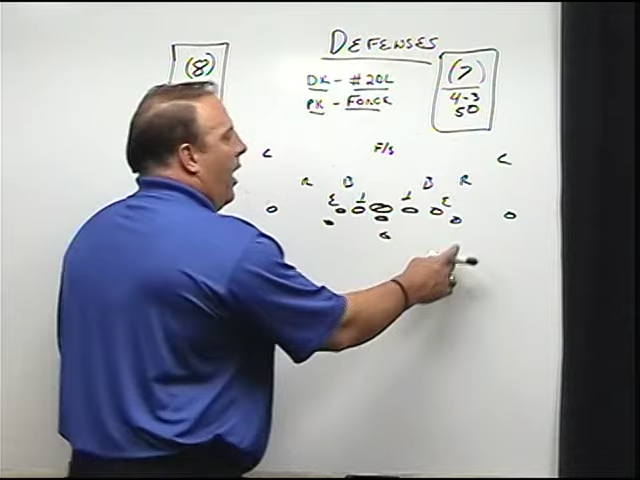 DEFENSES
(8)
(7)
4-3
50
DK - #20L
PK - FORCE
C F/S C
R B B R
E T T E
G